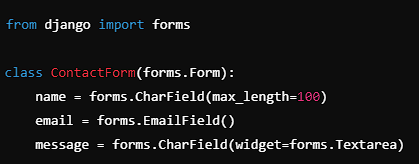 from django import forms
class ContactForm(forms.Form):
    name = forms.CharField(max_length=100)
    email = forms.EmailField()
    message = forms.CharField(widget=forms.Textarea)